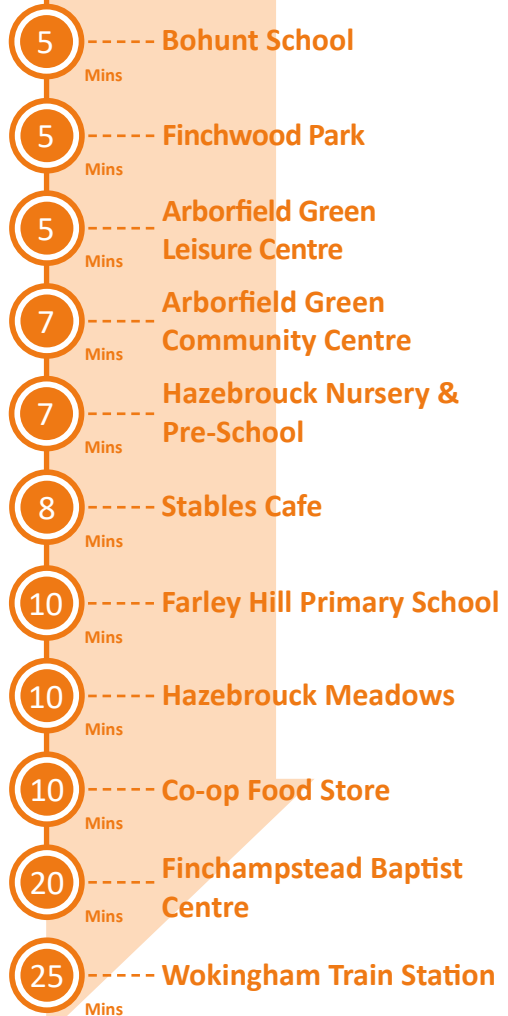 5
Bohunt School
Mins
5
Finchwood Park
Mins
5
Arborfield Green
Leisure Centre
Mins
7
Arborfield Green
Community Centre
Mins
7
Hazebrouck Nursery &
Pre-School
Mins
8
Stables Cafe
Mins
10
Farley Hill Primary School
Mins
10
Hazebrouck Meadows
Mins
10
Co-op Food Store
Mins
20
Finchampstead Baptist
Centre
Mins
25
Wokingham Train Station
Mins